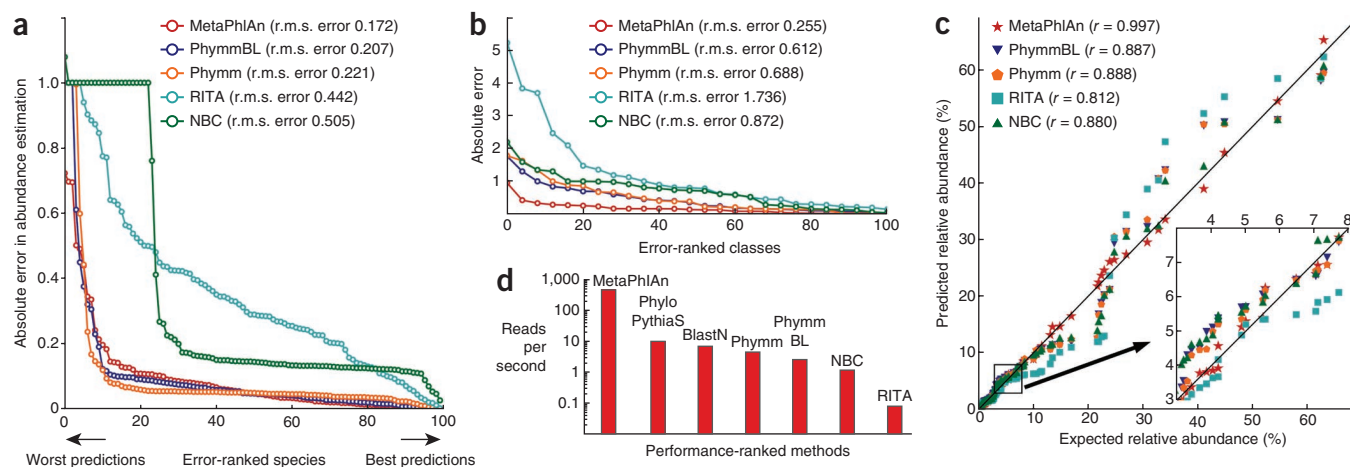 a
MetaPhlAn (r.m.s. error 0.172)
PhymmBL (r.m.s. error 0.207)
Phymm (r.m.s. error 0.221)
RITA (r.m.s. error 0.442)
NBC (r.m.s. error 0.505)
Absolute error in abundance estimation
1.0
0.8
0.6
0.4
0.2
0
0 20 40 60 80 100
Worst predictions Error-ranked species Best predictions
b
MetaPhlAn (r.m.s. error 0.255)
PhymmBL (r.m.s. error 0.612)
Phymm (r.m.s. error 0.688)
RITA (r.m.s. error 1.736)
NBC (r.m.s. error 0.872)
Absolute error
5
4
3
2
1
0 20 40 60 80 100
Error-ranked classes
d
Reads
per
second
1,000
100
10
1
0.1
MetaPhlAn
Phylo
PythiaS
BlastN
Phymm
Phymm
BL
NBC
RITA
Performance-ranked methods
c
MetaPhlAn (r = 0.997)
PhymmBL (r = 0.887)
Phymm (r = 0.888)
RITA (r = 0.812)
NBC (r = 0.880)
Predicted relative abundance (%)
60
50
40
30
20
10
0
0 10 20 30 40 50 60
Expected relative abundance (%)
4 5 6 7 8
7
6
5
4
3